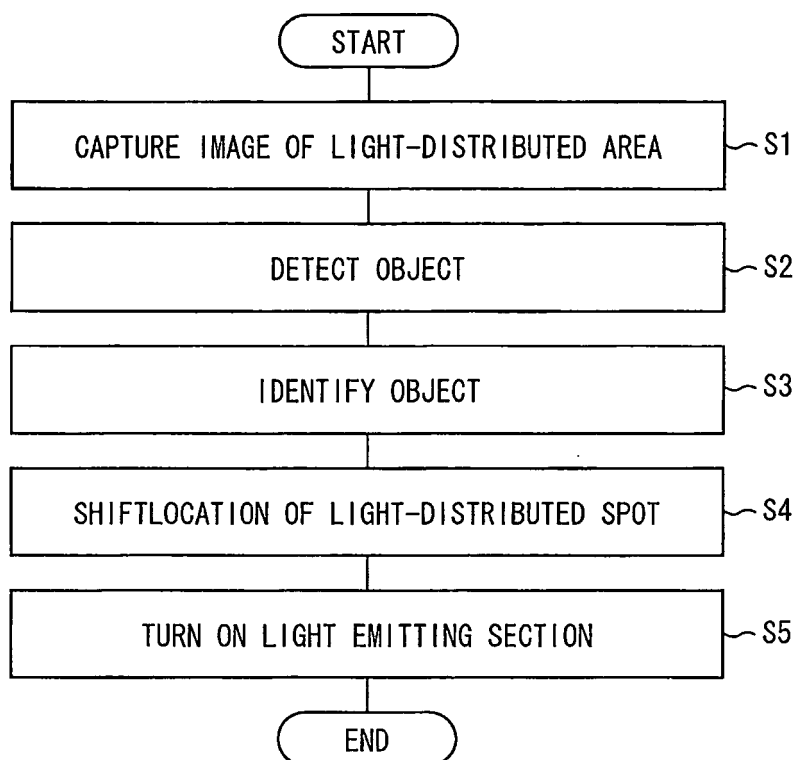 START
CAPTURE IMAGE OF LIGHT-DISTRIBUTED AREA
S1
DETECT OBJECT
S2
IDENTIFY OBJECT
S3
SHIFTLOCATION OF LIGHT-DISTRIBUTED SPOT
S4
TURN ON LIGHT EMITTING SECTION
S5
END